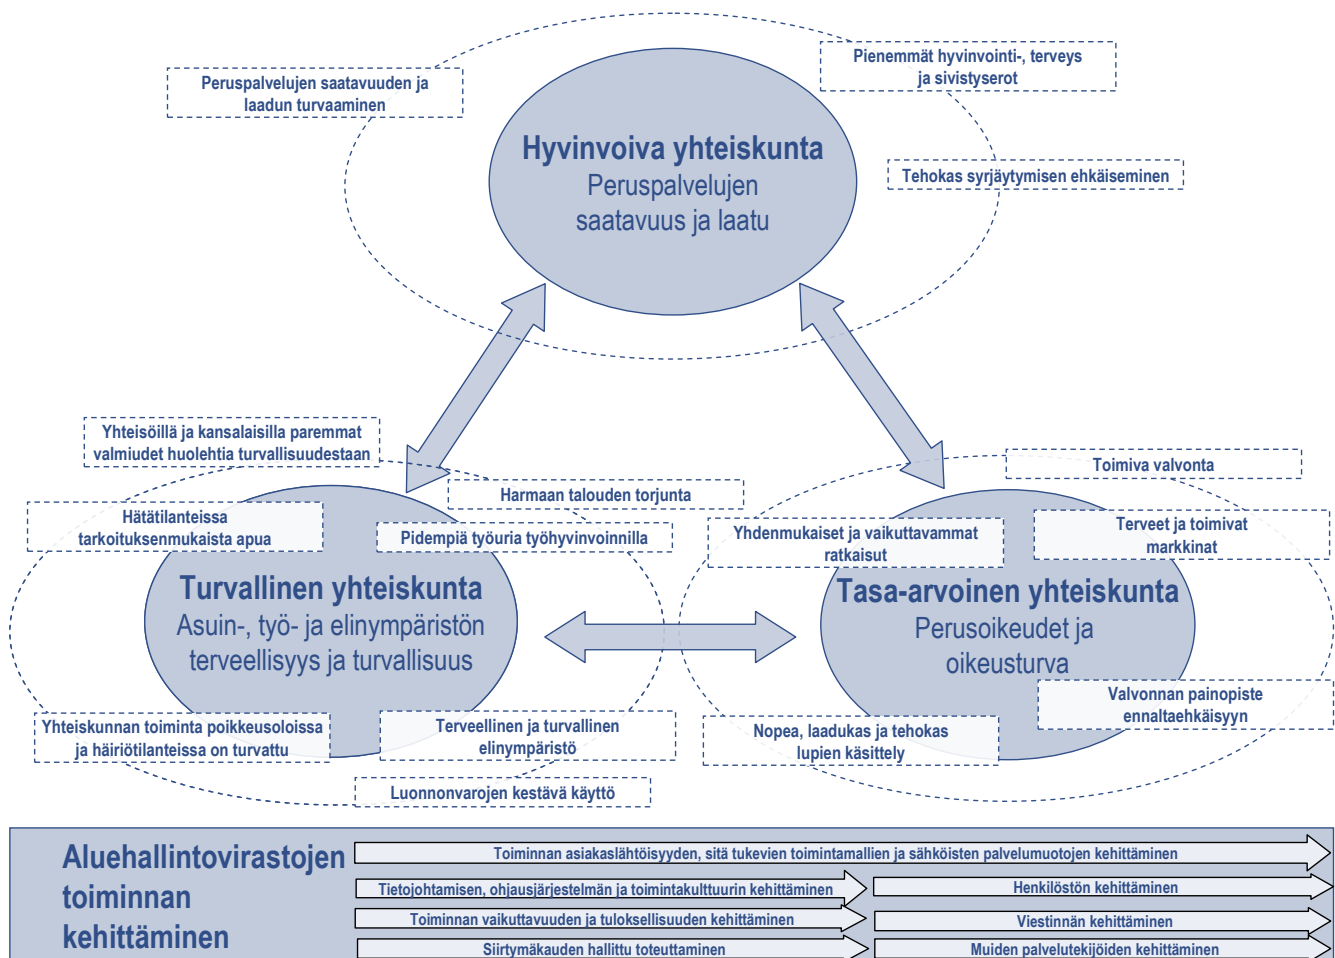 Peruspalvelujen saatavuuden ja
laadun turvaaminen
Pienemmät hyvinvointi-, terveys
ja sivistyserot
Hyvinvoiva yhteiskunta
Peruspalvelujen
saatavuus ja laatu
Tehokas syrjäytymisen ehkäiseminen
Yhteisöillä ja kansalaisilla paremmat
valmiudet huolehtia turvallisuudestaan
Hätätilanteissa
tarkoituksenmukaista apua
Harmaan talouden torjunta
Pidempiä työuria työhyvinvoinnilla
Turvallinen yhteiskunta
Asuin-, työ- ja elinympäristön
terveellisyys ja turvallisuus
Yhteiskunnan toiminta poikkeusoloissa
ja häiriötilanteissa on turvattu
Terveellinen ja turvallinen
elinympäristö
Luonnonvarojen kestävä käyttö
Toimiva valvonta
Yhdenmukaiset ja vaikuttavammat
ratkaisut
Terveet ja toimivat
markkinat
Tasa-arvoinen yhteiskunta
Perusoikeudet ja
oikeusturva
Valvonnan painopiste
ennaltaehkäisyyn
Nopea, laadukas ja tehokas
lupien käsittely
Aluehallintovirastojen
toiminnan
kehittäminen
Toiminnan asiakaslähtöisyyden, sitä tukevien toimintamallien ja sähköisten palvelumuotojen kehittäminen
Tietojohtamisen, ohjausjärjestelmän ja toimintakulttuurin kehittäminen
Henkilöstön kehittäminen
Toiminnan vaikuttavuuden ja tuloksellisuuden kehittäminen
Viestinnän kehittäminen
Siirtymäkauden hallittu toteuttaminen
Muiden palvelutekijöiden kehittäminen